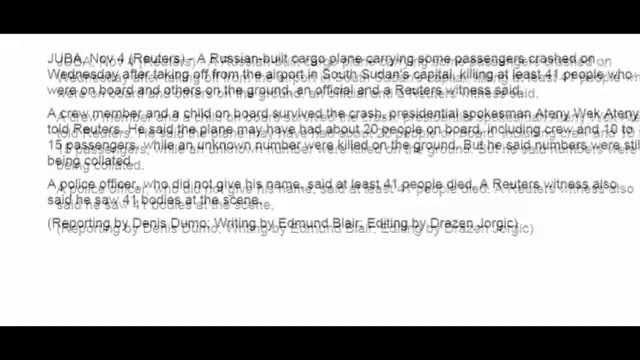 JUBA, Nov 4 (Reuters) - A Russian-built cargo plane carrying some passengers crashed on
Wednesday after taking off from the airport in South Sudan's capital, killing at least 41 people who
were on board and others on the ground, an official and a Reuters witness said.
A crew member and a child on board survived the crash, presidential spokesman Ateny Wek Ateny
told Reuters. He said the plane may have had about 20 people on board, including crew and 10 to
15 passengers, while an unknown number were killed on the ground. But he said numbers were still
being collated.
A police officer, who did not give his name, said at least 41 people died. A Reuters witness also
said he saw 41 bodies at the scene.
(Reporting by Denis Dumo; Writing by Edmund Blair; Editing by Drazen Jorgic)